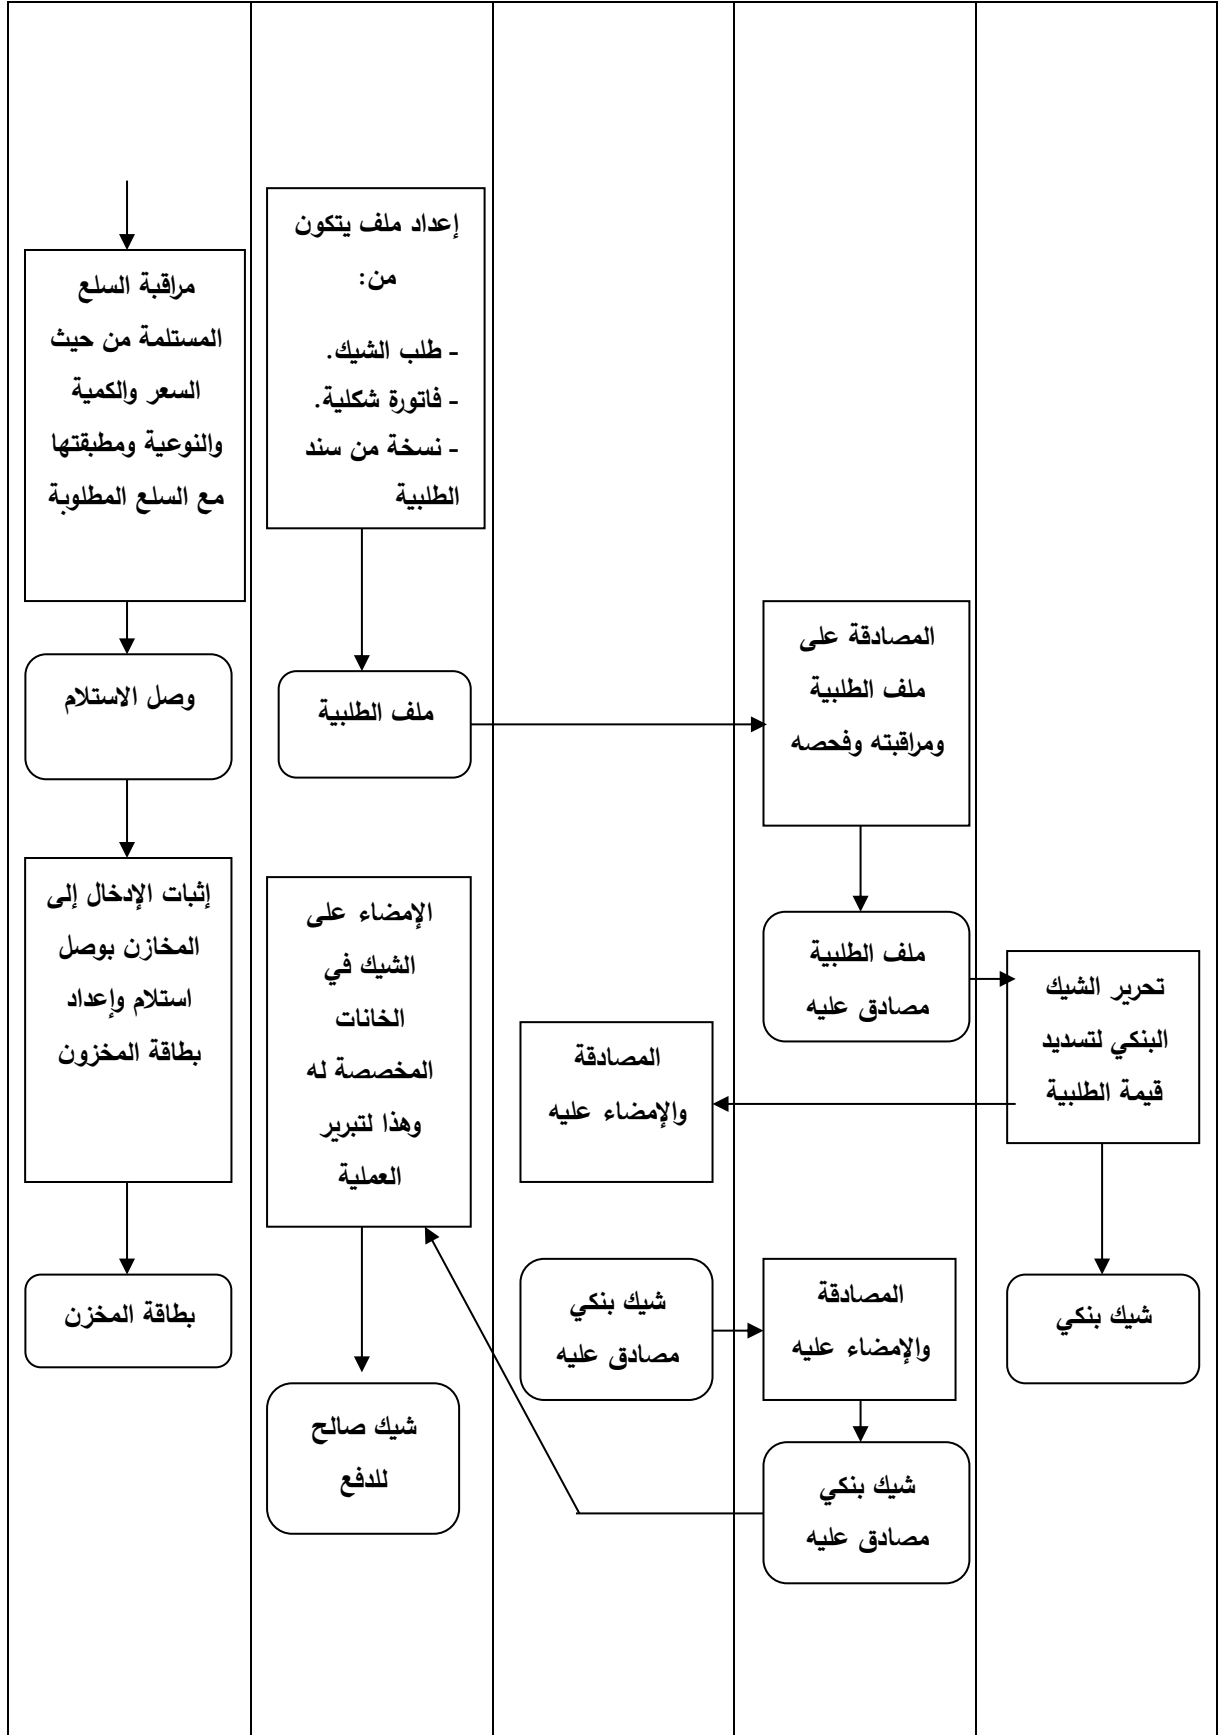 إعداد ملف يتكون
من:
- طلب الشيك.
- فاتورة شكلية.
- نسخة من سند
الطلبية
مراقبة السلع
المستلمة من حيث
السعر والكمية
والنوعية ومطبقتها
مع السلع المطلوبة
المصادقة على
ملف الطلبية
ومراقبته وفحصه
ملف الطلبية
وصل الاستلام
تحرير الشيك
البنكي لتسديد
قيمة الطلبية
ملف الطلبية
مصادق عليه
المصادقة
والإمضاء عليه
الإمضاء على
الشيك في
الخانات
المخصصة له
وهذا لتبرير
العملية
إثبات الإدخال إلى
المخازن بوصل
استلام وإعداد
بطاقة المخزون
شيك بنكي
المصادقة
والإمضاء عليه
شيك بنكي
مصادق عليه
بطاقة المخزن
شيك بنكي
مصادق عليه
شيك صالح
للدفع